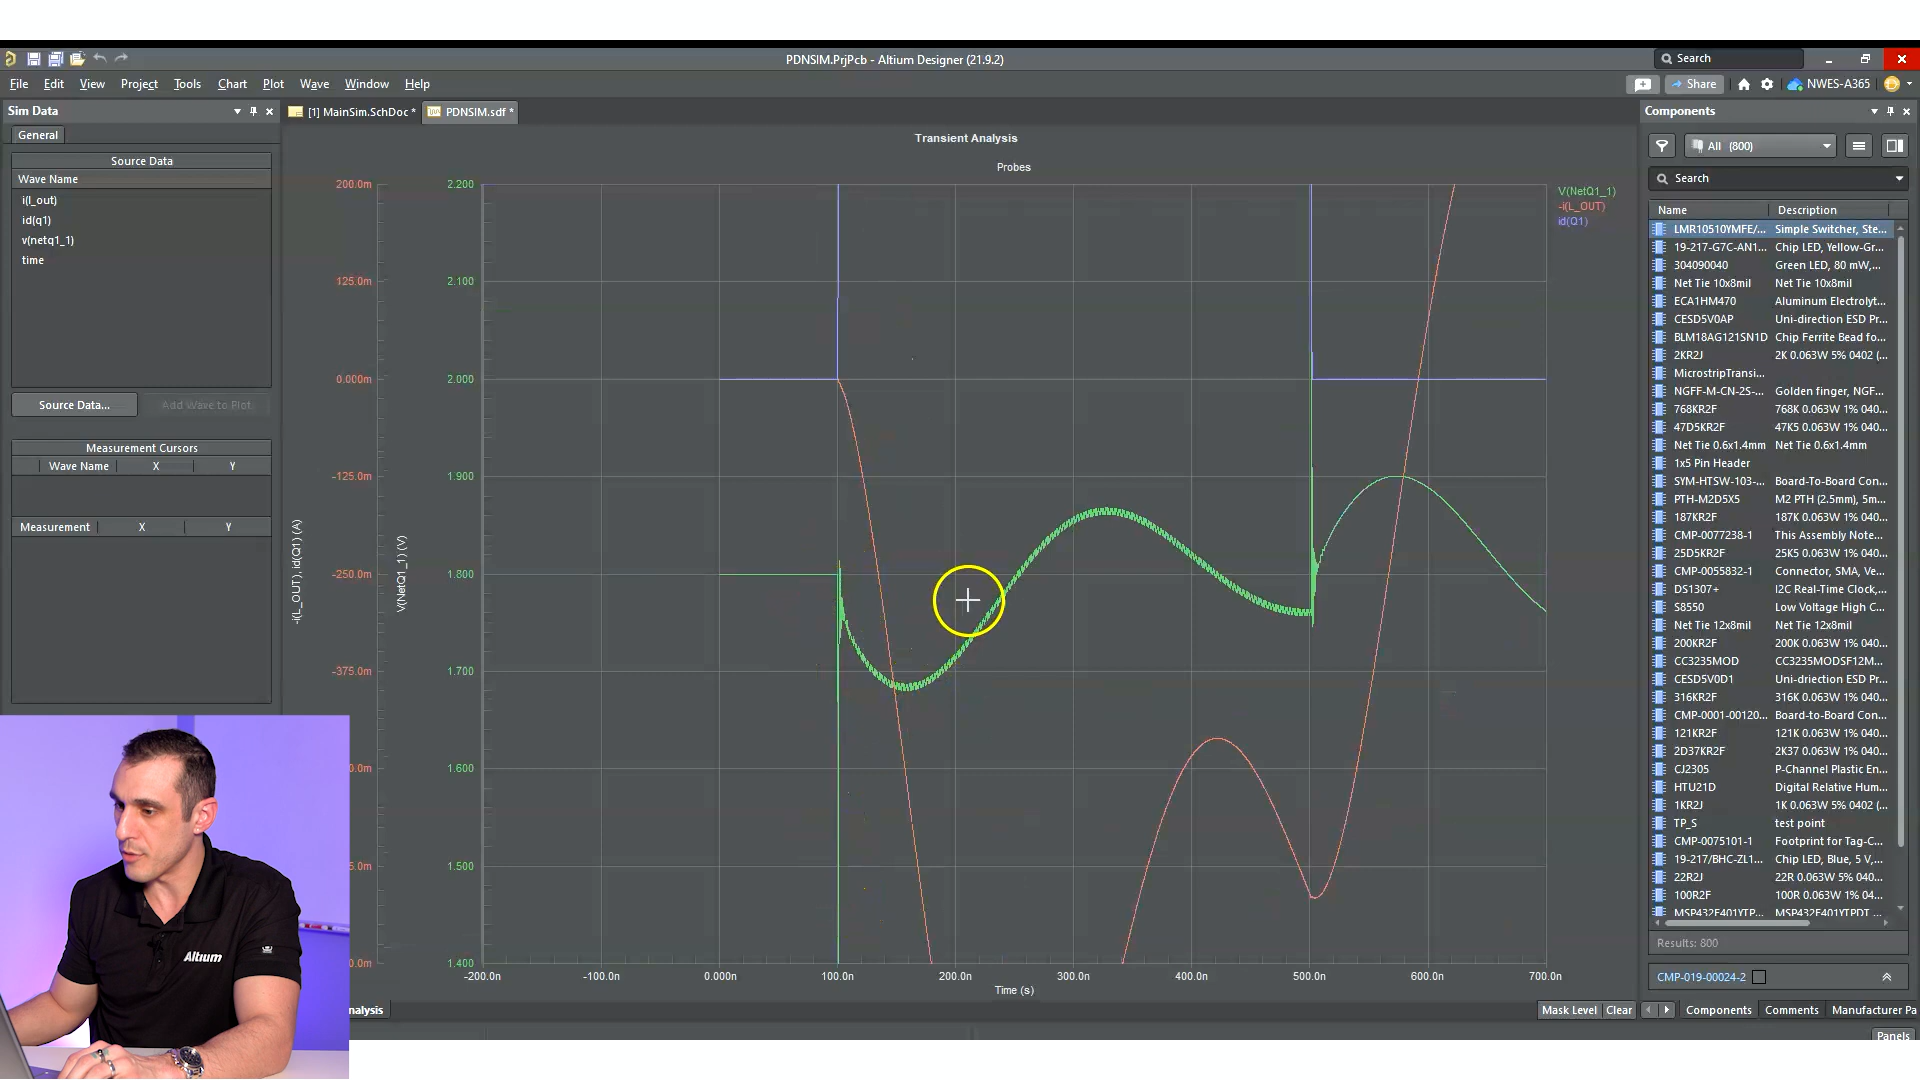 PDNSIM.PrjPcb - Altium Designer (21.9.2)
Search
File Edit View Project Tools Chart Plot Wave Window Help
Share
NWES-A365
Sim Data
[1] MainSim.SchDoc *
PDNSIM.sdf *
Components
General
Source Data
Wave Name
i(l_out)
id(q1)
v(netq1_1)
time
Source Data...
Add Wave to Plot
Measurement Cursors
Wave Name X Y
Measurement X Y
Transient Analysis
Probes
V(NetQ1_1)
-i(L_OUT)
id(Q1)
200.0m
125.0m
0.000m
-125.0m
-250.0m
-375.0m
0.0m
0.0m
-i(L_OUT), id(Q1) (A)
2.200
2.100
2.000
1.900
1.800
1.700
1.600
1.500
1.400
V(NetQ1_1) (V)
-200.0n -100.0n 0.000n 100.0n 200.0n 300.0n 400.0n 500.0n 600.0n 700.0n
Time (s)
Altium
nalysis
Mask Level Clear
All (800)
Search
Name Description
LMR10510YMFE/... Simple Switcher, Ste...
19-217-G7C-AN1... Chip LED, Yellow-Gr...
304090040 Green LED, 80 mW,...
Net Tie 10x8mil Net Tie 10x8mil
ECA1HM470 Aluminum Electrolyt...
CESD5V0AP Uni-direction ESD Pr...
BLM18AG121SN1D Chip Ferrite Bead fo...
2KR2J 2K 0.063W 5% 0402 (...
MicrostripTransi...
NGFF-M-CN-2S-... Golden finger, NGF...
768KR2F 768K 0.063W 1% 040...
47D5KR2F 47K5 0.063W 1% 040...
Net Tie 0.6x1.4mm Net Tie 0.6x1.4mm
1x5 Pin Header
SYM-HTSW-103-... Board-To-Board Con...
PTH-M2D5X5 M2 PTH (2.5mm), 5m...
187KR2F 187K 0.063W 1% 040...
CMP-0077238-1 This Assembly Note...
25D5KR2F 25K5 0.063W 1% 040...
CMP-0055832-1 Connector, SMA, Ve...
DS1307+ I2C Real-Time Clock,...
S8550 Low Voltage High C...
Net Tie 12x8mil Net Tie 12x8mil
200KR2F 200K 0.063W 1% 040...
CC3235MOD CC3235MODSF12M...
CESD5V0D1 Uni-driection ESD Pr...
316KR2F 316K 0.063W 1% 040...
CMP-0001-00120... Board-to-Board Con...
121KR2F 121K 0.063W 1% 040...
2D37KR2F 2K37 0.063W 1% 040...
CJ2305 P-Channel Plastic En...
HTU21D Digital Relative Hum...
1KR2J 1K 0.063W 5% 0402 (...
TP_S test point
CMP-0075101-1 Footprint for Tag-C...
19-217/BHC-ZL1... Chip LED, Blue, 5 V,...
22R2J 22R 0.063W 5% 040...
100R2F 100R 0.063W 1% 04...
MSP432E401YTP... MSP432E401YTPDT ...
Results: 800
CMP-019-00024-2
Components Comments Manufacturer Pa
Panels